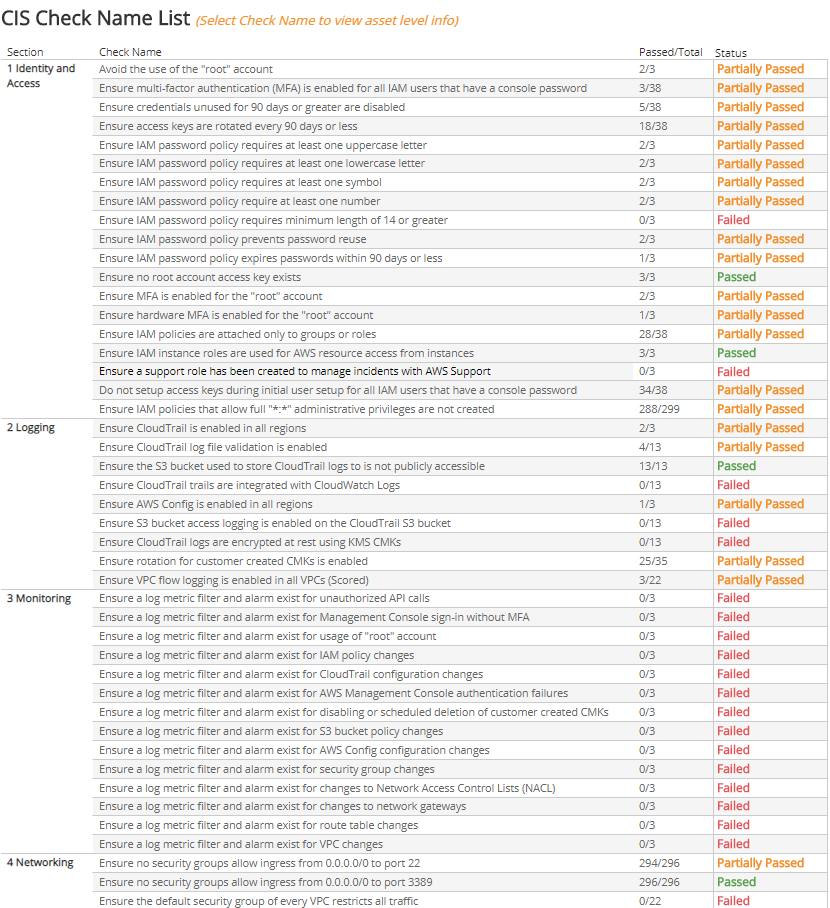 CIS Check Name List (Select Check Name to view asset level info)
Section Check Name Passed/Total Status
1 Identity and Access Avoid the use of the "root" account 2/3 Partially Passed
Ensure multi-factor authentication (MFA) is enabled for all IAM users that have a console password 3/38 Partially Passed
Ensure credentials unused for 90 days or greater are disabled 5/38 Partially Passed
Ensure access keys are rotated every 90 days or less 18/38 Partially Passed
Ensure IAM password policy requires at least one uppercase letter 2/3 Partially Passed
Ensure IAM password policy requires at least one lowercase letter 2/3 Partially Passed
Ensure IAM password policy requires at least one symbol 2/3 Partially Passed
Ensure IAM password policy require at least one number 2/3 Partially Passed
Ensure IAM password policy requires minimum length of 14 or greater 0/3 Failed
Ensure IAM password policy prevents password reuse 2/3 Partially Passed
Ensure IAM password policy expires passwords within 90 days or less 1/3 Partially Passed
Ensure no root account access key exists 3/3 Passed
Ensure MFA is enabled for the "root" account 2/3 Partially Passed
Ensure hardware MFA is enabled for the "root" account 1/3 Partially Passed
Ensure IAM policies are attached only to groups or roles 28/38 Partially Passed
Ensure IAM instance roles are used for AWS resource access from instances 3/3 Passed
Ensure a support role has been created to manage incidents with AWS Support 0/3 Failed
Do not setup access keys during initial user setup for all IAM users that have a console password 34/38 Partially Passed
Ensure IAM policies that allow full "*:*" administrative privileges are not created 288/299 Partially Passed
2 Logging Ensure CloudTrail is enabled in all regions 2/3 Partially Passed
Ensure CloudTrail log file validation is enabled 4/13 Partially Passed
Ensure the S3 bucket used to store CloudTrail logs to is not publicly accessible 13/13 Passed
Ensure CloudTrail trails are integrated with CloudWatch Logs 0/13 Failed
Ensure AWS Config is enabled in all regions 1/3 Partially Passed
Ensure S3 bucket access logging is enabled on the CloudTrail S3 bucket 0/13 Failed
Ensure CloudTrail logs are encrypted at rest using KMS CMKs 0/13 Failed
Ensure rotation for customer created CMKs is enabled 25/35 Partially Passed
Ensure VPC flow logging is enabled in all VPCs (Scored) 3/22 Partially Passed
3 Monitoring Ensure a log metric filter and alarm exist for unauthorized API calls 0/3 Failed
Ensure a log metric filter and alarm exist for Management Console sign-in without MFA 0/3 Failed
Ensure a log metric filter and alarm exist for usage of "root" account 0/3 Failed
Ensure a log metric filter and alarm exist for IAM policy changes 0/3 Failed
Ensure a log metric filter and alarm exist for CloudTrail configuration changes 0/3 Failed
Ensure a log metric filter and alarm exist for AWS Management Console authentication failures 0/3 Failed
Ensure a log metric filter and alarm exist for disabling or scheduled deletion of customer created CMKs 0/3 Failed
Ensure a log metric filter and alarm exist for S3 bucket policy changes 0/3 Failed
Ensure a log metric filter and alarm exist for AWS Config configuration changes 0/3 Failed
Ensure a log metric filter and alarm exist for security group changes 0/3 Failed
Ensure a log metric filter and alarm exist for changes to Network Access Control Lists (NACL) 0/3 Failed
Ensure a log metric filter and alarm exist for changes to network gateways 0/3 Failed
Ensure a log metric filter and alarm exist for route table changes 0/3 Failed
Ensure a log metric filter and alarm exist for VPC changes 0/3 Failed
4 Networking Ensure no security groups allow ingress from 0.0.0.0/0 to port 22 294/296 Partially Passed
Ensure no security groups allow ingress from 0.0.0.0/0 to port 3389 296/296 Passed
Ensure the default security group of every VPC restricts all traffic 0/22 Failed